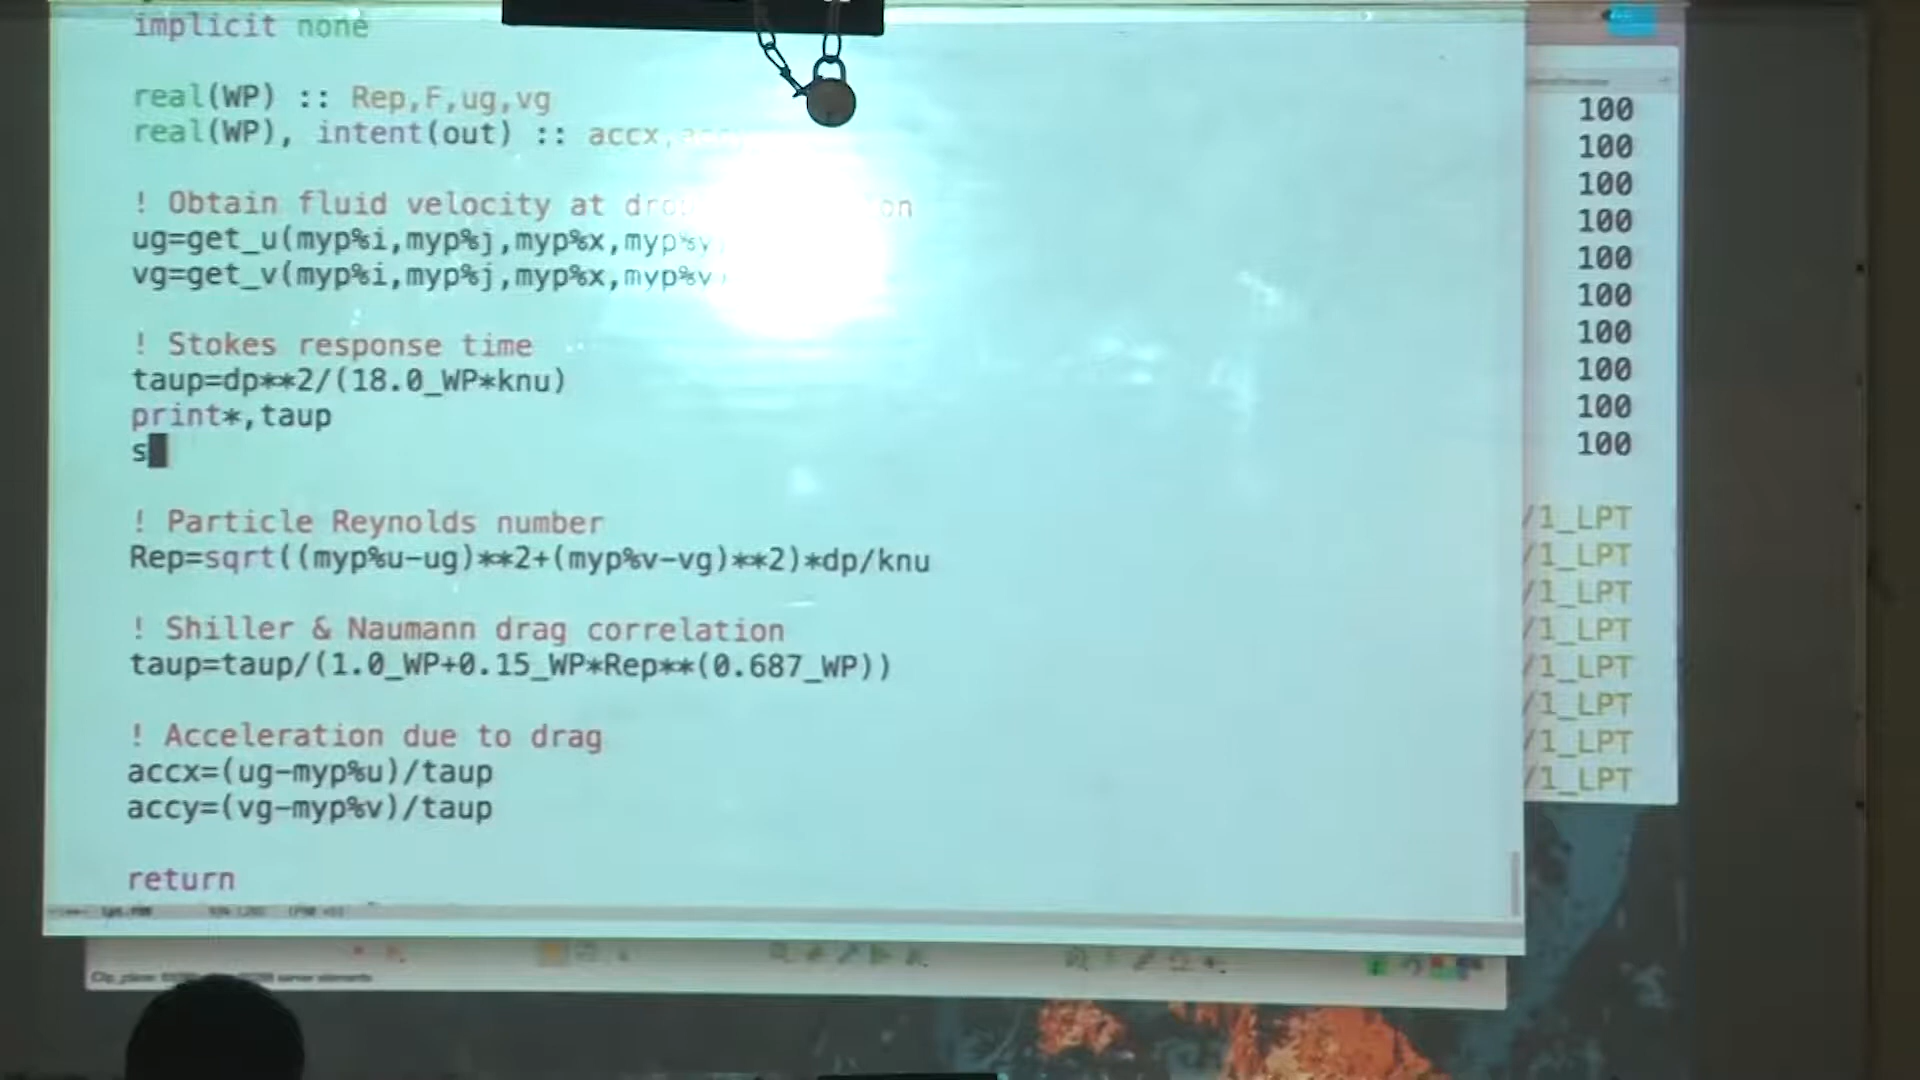 implicit none
real(WP) :: Rep,F,ug,vg
real(WP), intent(out) :: accx,
! Obtain fluid velocity at
ug=get_u(myp%i,myp%j,myp%x,myp%y
vg=get_v(myp%i,myp%j,myp%x,myp%y
! Stokes response time
taup=dp**2/(18.0_WP*knu)
print*,taup
s
! Particle Reynolds number
Rep=sqrt((myp%u-ug)**2+(myp%v-vg)**2)*dp/knu
! Shiller & Naumann drag correlation
taup=taup/(1.0_WP+0.15_WP*Rep**(0.687_WP))
! Acceleration due to drag
accx=(ug-myp%u)/taup
accy=(vg-myp%v)/taup
return
100
100
100
100
100
100
100
100
100
100
/1_LPT
/1_LPT
/1_LPT
/1_LPT
/1_LPT
/1_LPT
/1_LPT
/1_LPT